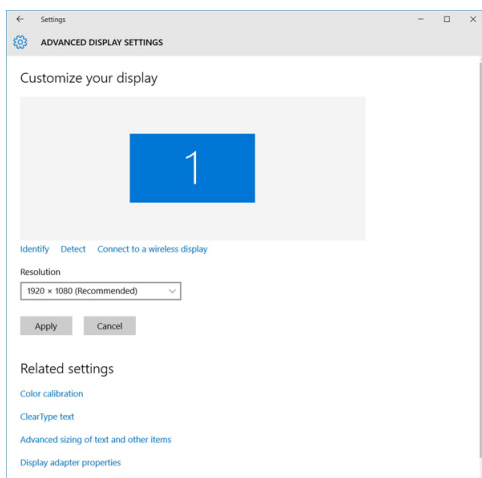 Settings
ADVANCED DISPLAY SETTINGS
Customize your display
1
Identify Detect Connect to a wireless display
Resolution
1920 × 1080 (Recommended)
Apply Cancel
Related settings
Color calibration
ClearType text
Advanced sizing of text and other items
Display adapter properties